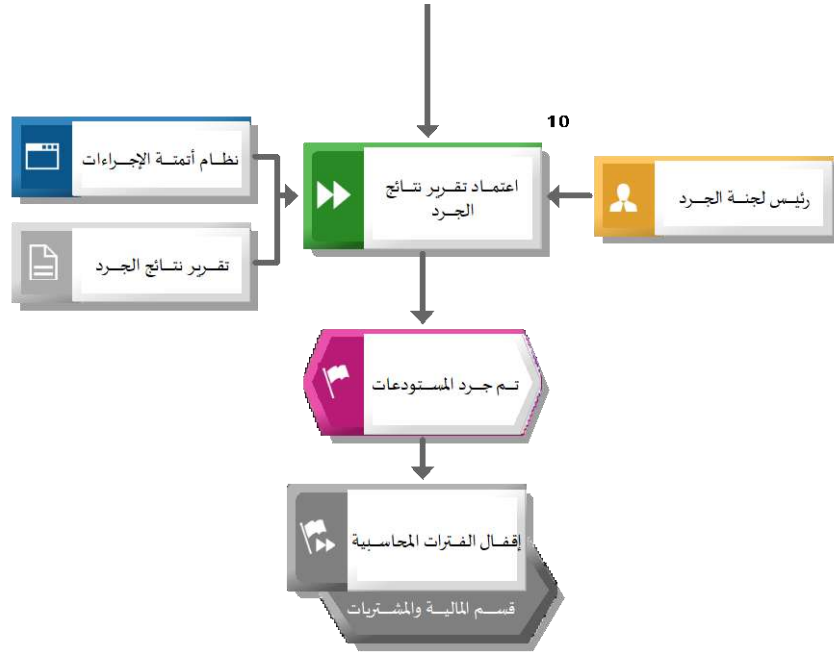 10
نظام أتمتة الإجراءات
اعتماد تقرير نتائج
الجرد
رئيس لجنة الجرد
تقرير نتائج الجرد
تم جرد المستودعات
إقفال الفترات المحاسبية
قسم المالية والمشتريات